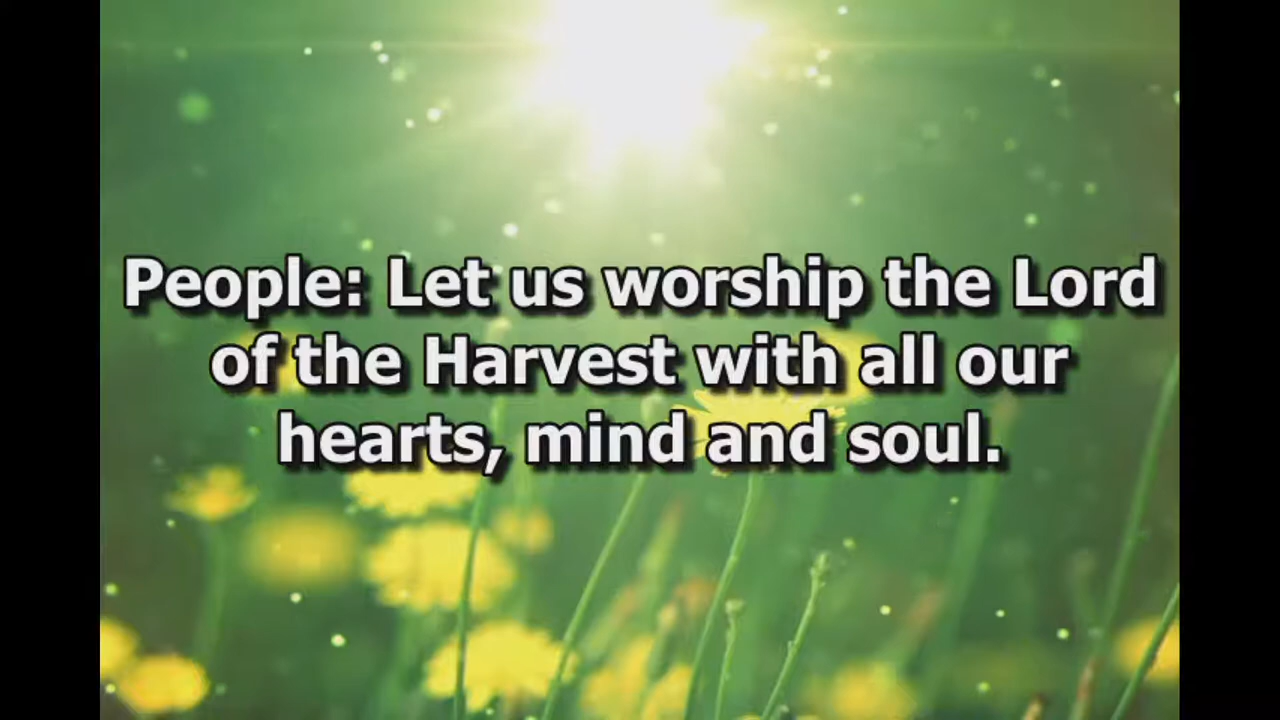 People: Let us worship the Lord
of the Harvest with all our
hearts, mind and soul.